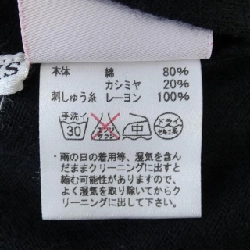 本体 綿 80%
カシミヤ 20%
刺しゅう糸 レーヨン 100%
手洗イ
30
ドライ
・雨の日の着用等、湿気を含ん
だままクリーニングに出すと
縮む可能性がありますので、
よく湿気を取り除いてからク
リーニングに出して下さい。